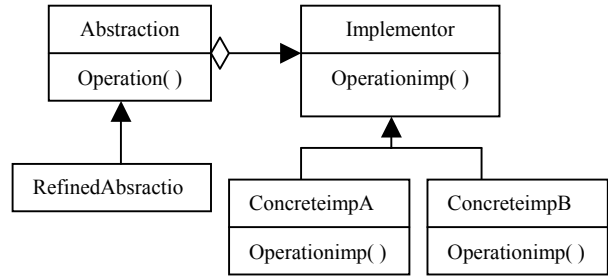 Abstraction
Operation( )
Implementor
Operationimp( )
RefinedAbsractio
ConcreteimpA
Operationimp( )
ConcreteimpB
Operationimp( )